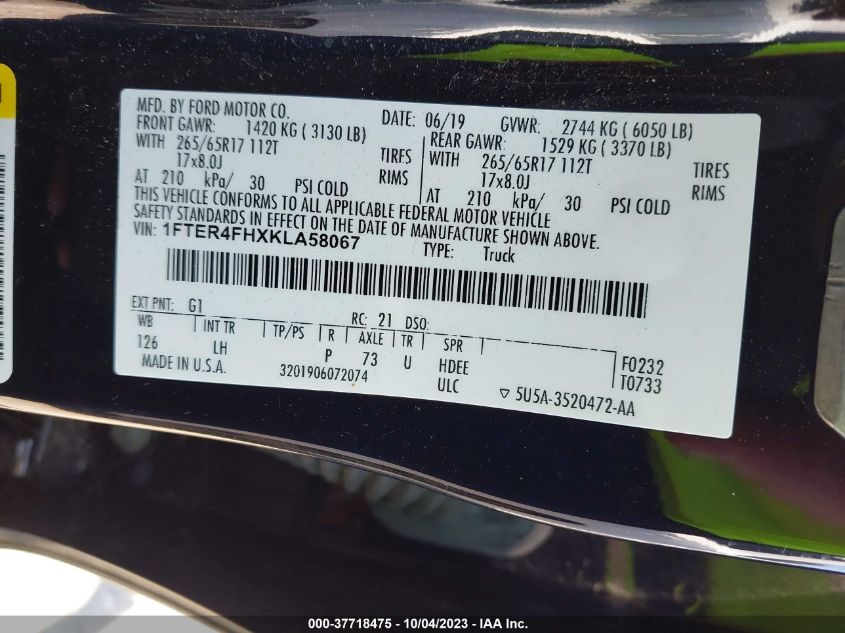 MFD. BY FORD MOTOR CO. DATE: 06/19 GVWR: 2744 KG ( 6050 LB)
FRONT GAWR: 1420 KG ( 3130 LB) REAR GAWR: 1529 KG ( 3370 LB)
WITH 265/65R17 112T TIRES WITH 265/65R17 112T TIRES
17x8.0J RIMS 17x8.0J RIMS
AT 210 kPa/ 30 PSI COLD AT 210 kPa/ 30 PSI COLD
THIS VEHICLE CONFORMS TO ALL APPLICABLE FEDERAL MOTOR VEHICLE
SAFETY STANDARDS IN EFFECT ON THE DATE OF MANUFACTURE SHOWN ABOVE.
VIN: 1FTER4FHXKLA58067 TYPE: Truck
EXT PNT: G1 RC: 21 DSO:
WB INT TR TP/PS R AXLE TR SPR
126 LH P 73 U HDEE F0232
MADE IN U.S.A. 3201906072074 ULC T0733
5U5A-3520472-AA
000-37718475 - 10/04/2023 - IAA Inc.